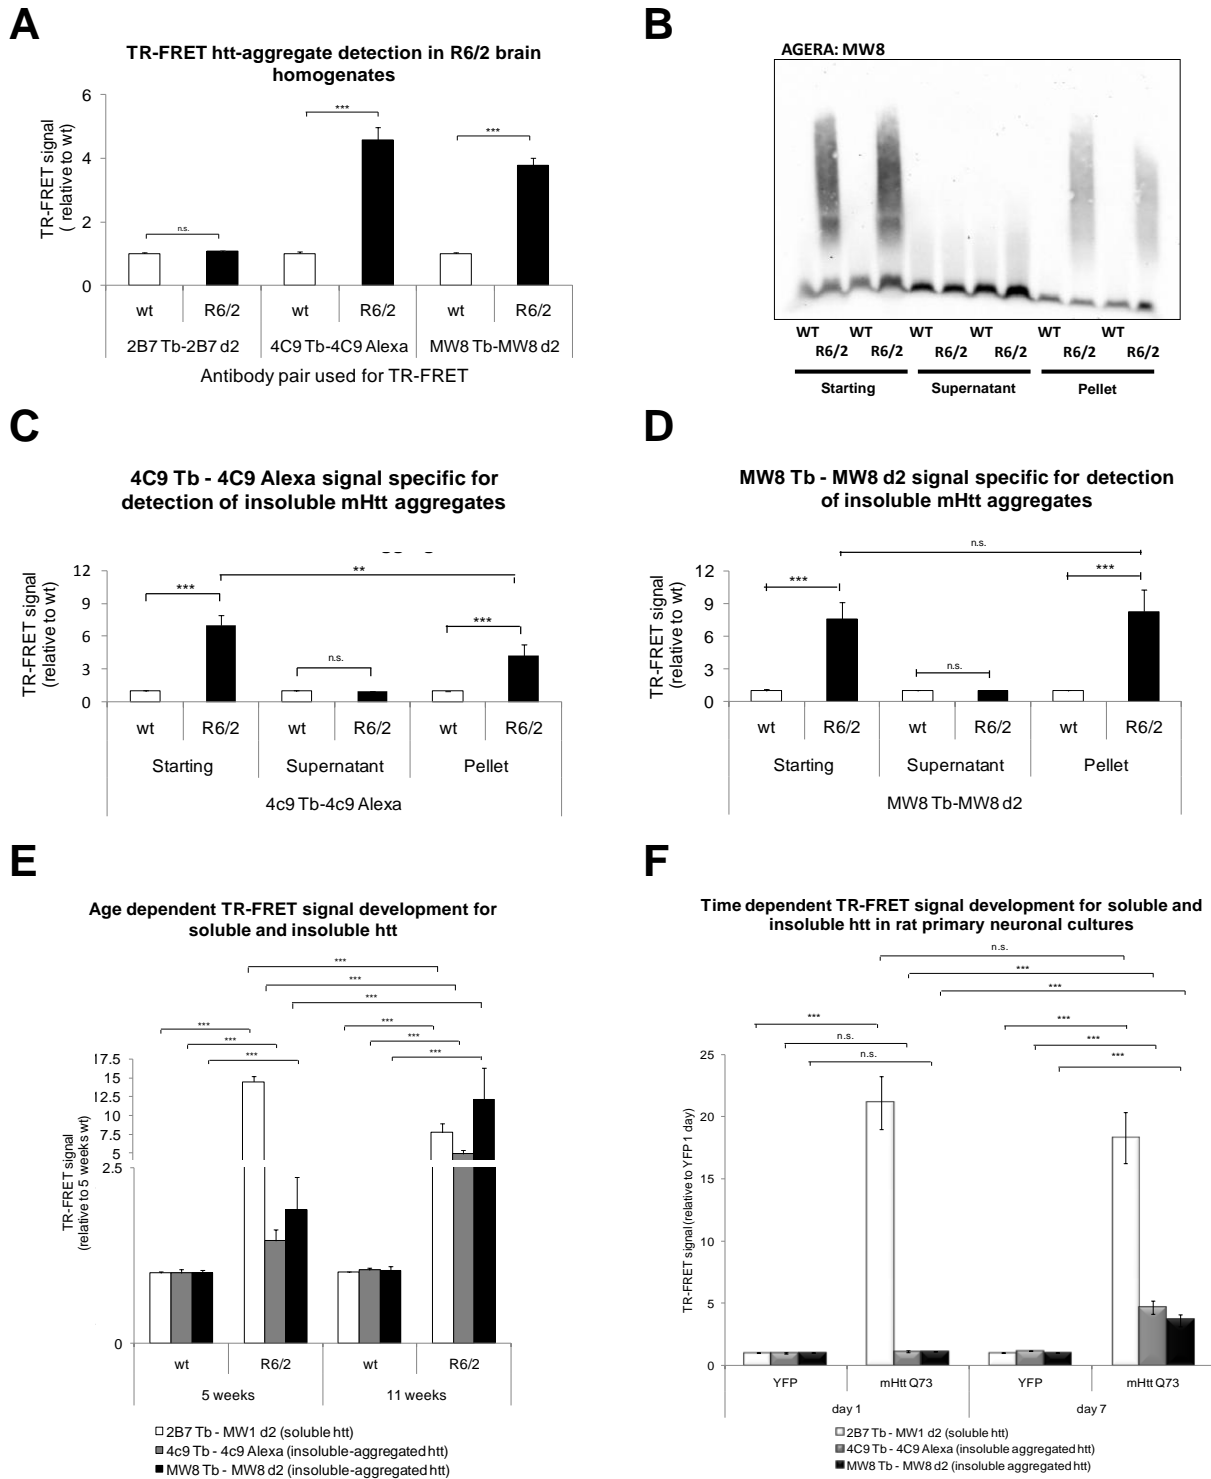 A
TR-FRET htt-aggregate detection in R6/2 brain
homogenates
TR-FRET signal
( relative to wt)
6
4
2
0
n.s.
***
***
wt
R6/2
wt
R6/2
wt
R6/2
2B7 Tb-2B7 d2
4C9 Tb-4C9 Alexa
MW8 Tb-MW8 d2
Antibody pair used for TR-FRET
B
AGERA: MW8
WT
R6/2
WT
R6/2
WT
R6/2
WT
R6/2
WT
R6/2
WT
R6/2
Starting
Supernatant
Pellet
C
4C9 Tb - 4C9 Alexa signal specific for
detection of insoluble mHtt aggregates
TR-FRET signal
(relative to wt)
12
9
6
3
0
***
**
n.s.
***
wt
R6/2
wt
R6/2
wt
R6/2
Starting
Supernatant
Pellet
4c9 Tb-4c9 Alexa
D
MW8 Tb - MW8 d2 signal specific for detection
of insoluble mHtt aggregates
TR-FRET signal
(relative to wt)
12
9
6
3
0
n.s.
***
n.s.
***
wt
R6/2
wt
R6/2
wt
R6/2
Starting
Supernatant
Pellet
MW8 Tb-MW8 d2
E
Age dependent TR-FRET signal development for
soluble and insoluble htt
TR-FRET signal
(relative to 5 weeks wt)
***
***
***
***
***
***
***
***
***
17.5
15
12.5
10
7.5
5
2.5
0
wt
R6/2
wt
R6/2
5 weeks
11 weeks
2B7 Tb - MW1 d2 (soluble htt)
4c9 Tb - 4c9 Alexa (insoluble-aggregated htt)
MW8 Tb - MW8 d2 (insoluble-aggregated htt)
F
Time dependent TR-FRET signal development for soluble and
insoluble htt in rat primary neuronal cultures
TR-FRET signal (relative to YFP 1 day)
n.s.
***
***
***
n.s.
n.s.
***
***
***
25
20
15
10
5
0
YFP
mHtt Q73
YFP
mHtt Q73
day 1
day 7
2B7 Tb - MW1 d2 (soluble htt)
4C9 Tb - 4C9 Alexa (insoluble aggregated htt)
MW8 Tb - MW8 d2 (insoluble aggregated htt)